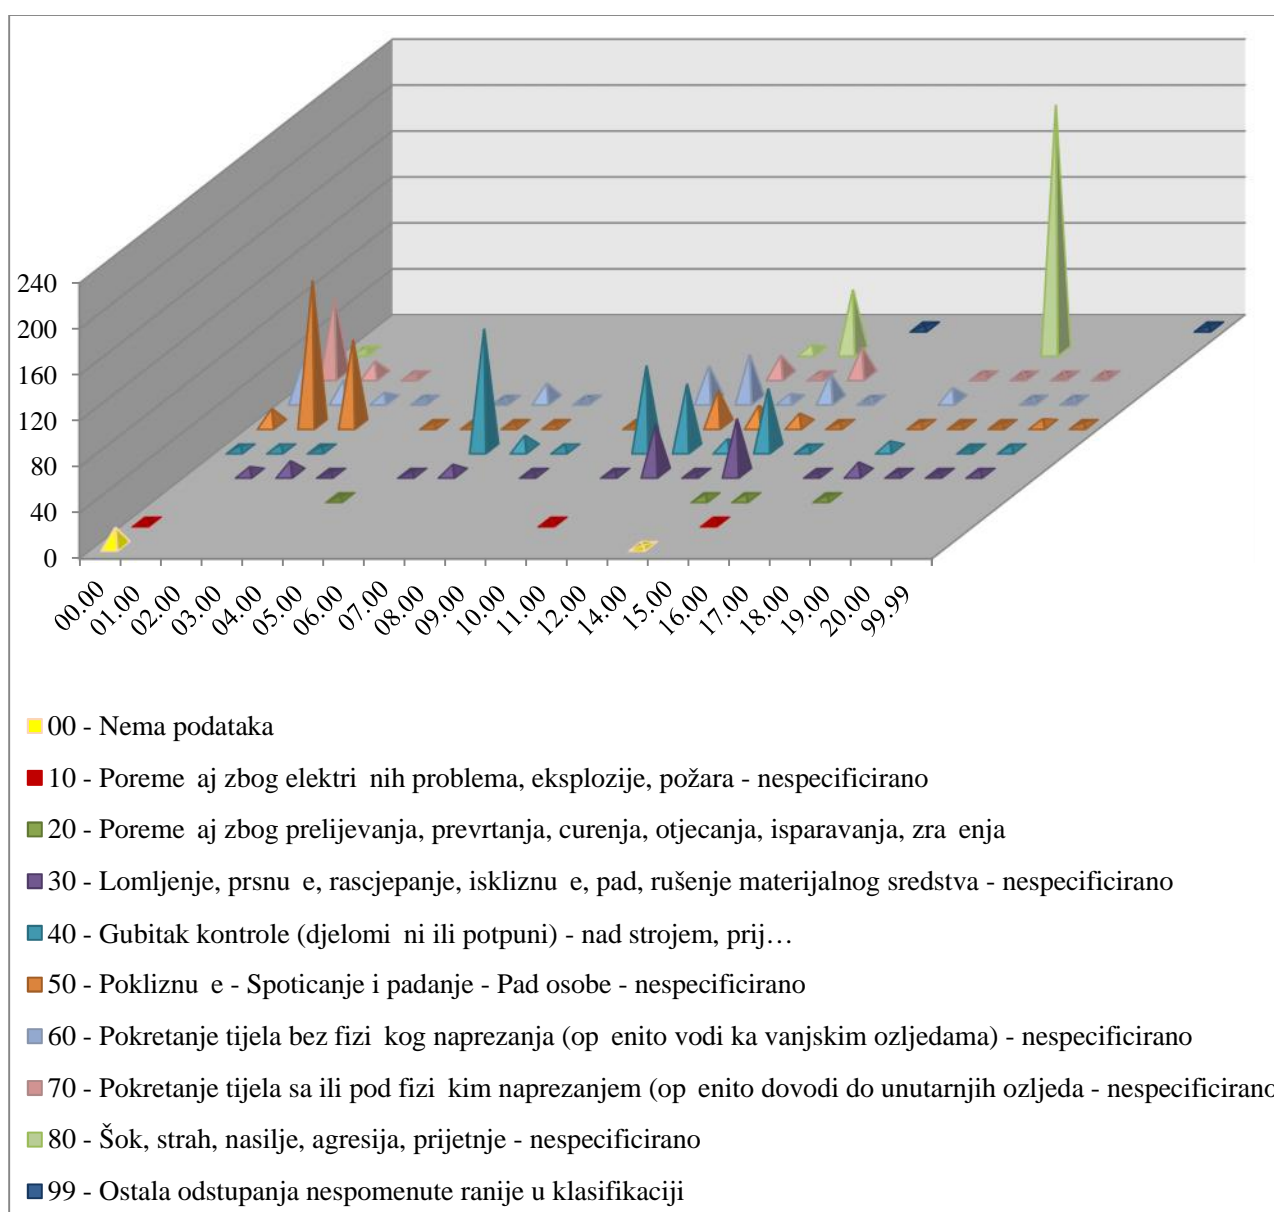 240
200
160
120
80
40
0
00.00
01.00
02.00
03.00
04.00
05.00
06.00
07.00
08.00
09.00
10.00
11.00
12.00
14.00
15.00
16.00
17.00
18.00
19.00
20.00
99.99
00 - Nema podataka
10 - Poreme aj zbog elektri nih problema, eksplozije, požara - nespecificirano
20 - Poreme aj zbog prelijevanja, prevrtanja, curenja, otjecanja, isparavanja, zra enja
30 - Lomljenje, prsnu e, rascjepanje, iskliznu e, pad, rušenje materijalnog sredstva - nespecificirano
40 - Gubitak kontrole (djelomi ni ili potpuni) - nad strojem, prij…
50 - Pokliznu e - Spoticanje i padanje - Pad osobe - nespecificirano
60 - Pokretanje tijela bez fizi kog naprezanja (op enito vodi ka vanjskim ozljedama) - nespecificirano
70 - Pokretanje tijela sa ili pod fizi kim naprezanjem (op enito dovodi do unutarnjih ozljeda - nespecificirano
80 - Šok, strah, nasilje, agresija, prijetnje - nespecificirano
99 - Ostala odstupanja nespomenute ranije u klasifikaciji